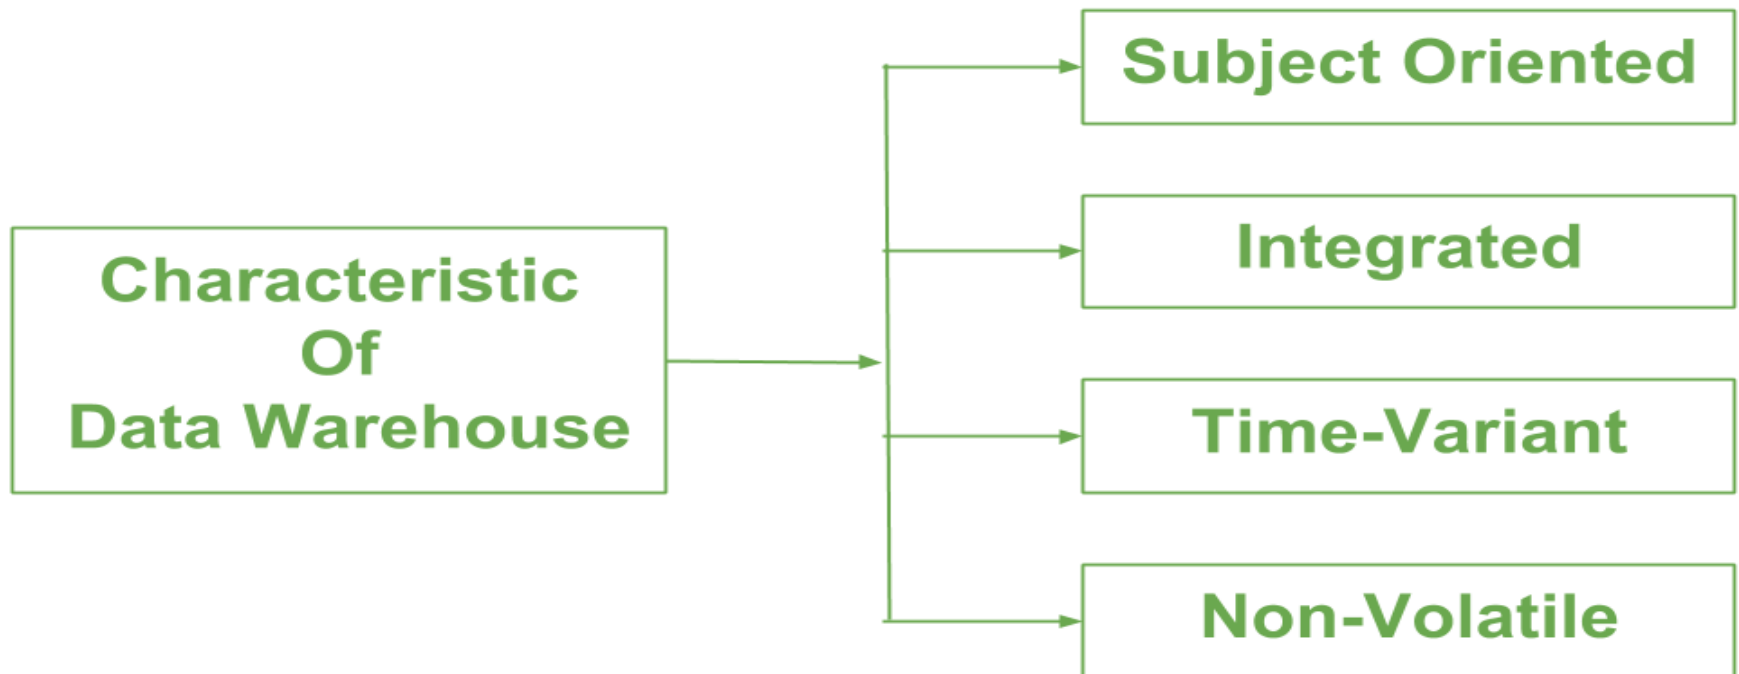 Characteristic
Of
Data Warehouse
Subject Oriented
Integrated
Time-Variant
Non-Volatile